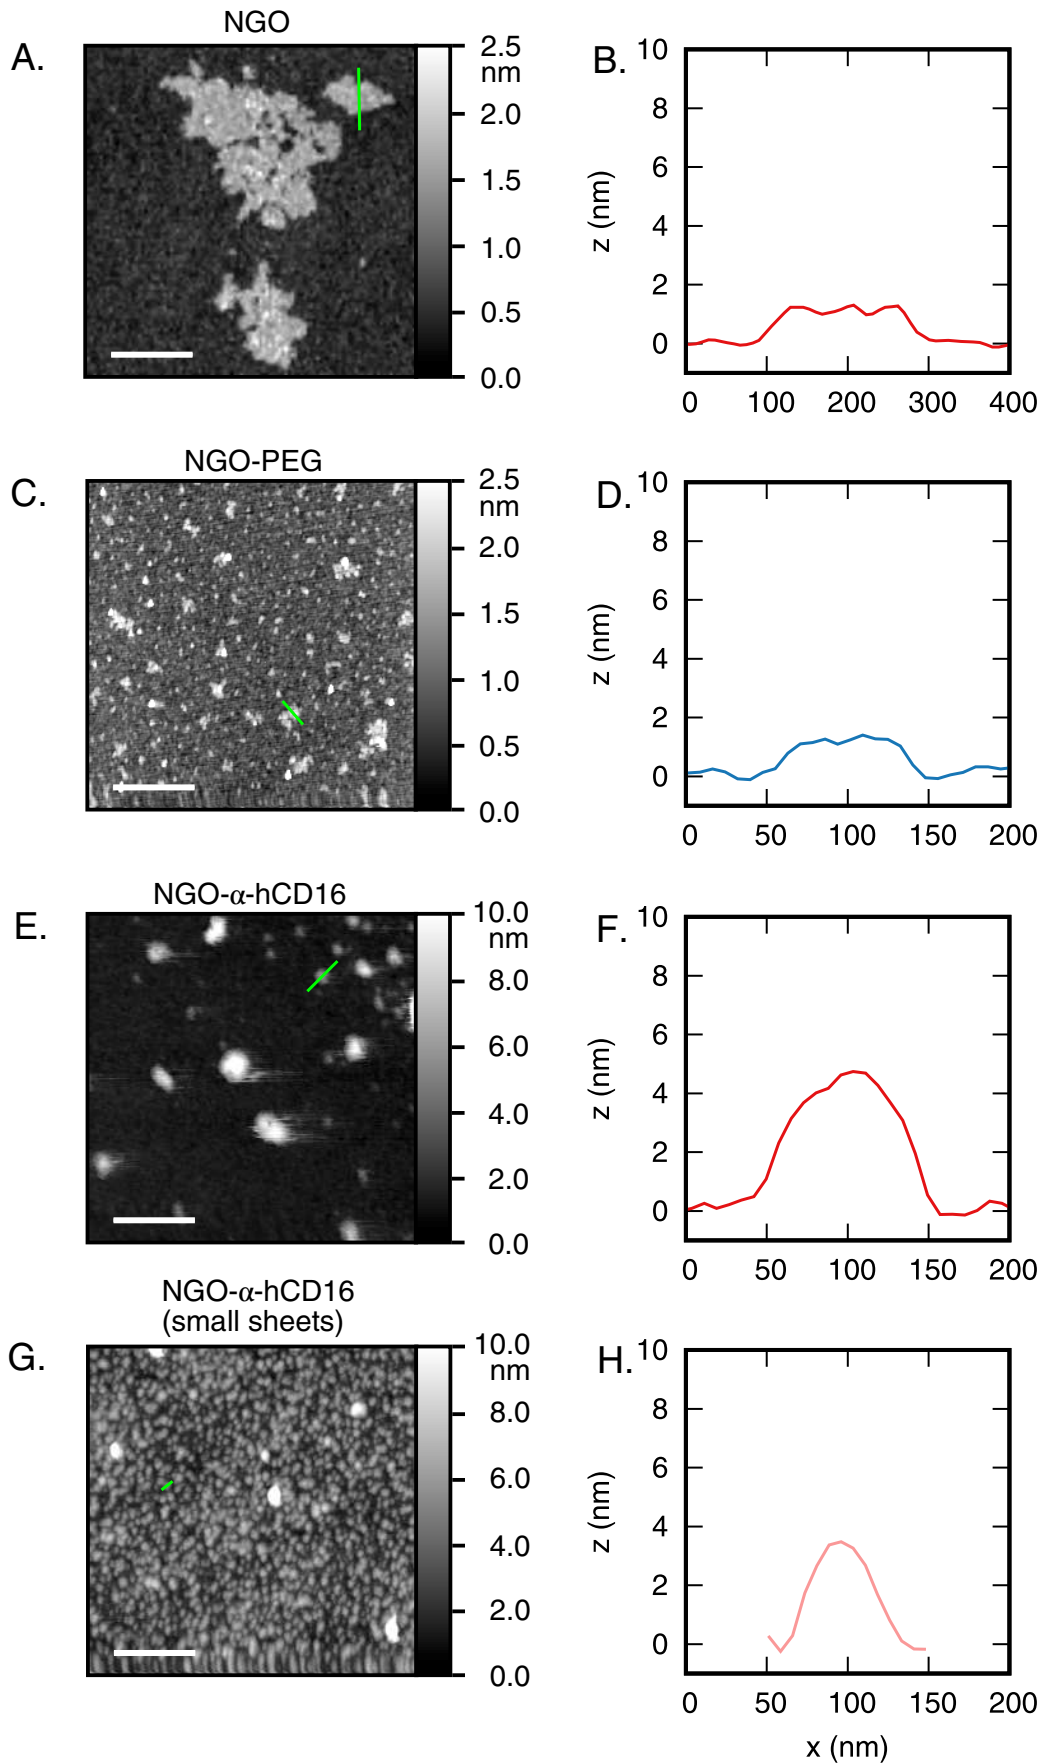 NGO
A.
2.5
nm
2.0
1.5
1.0
0.5
0.0
B.
10
8
6
4
2
0
z (nm)
0 100 200 300 400
NGO-PEG
C.
2.5
nm
2.0
1.5
1.0
0.5
0.0
D.
10
8
6
4
2
0
z (nm)
0 50 100 150 200
NGO-α-hCD16
E.
10.0
nm
8.0
6.0
4.0
2.0
0.0
F.
10
8
6
4
2
0
z (nm)
0 50 100 150 200
NGO-α-hCD16
(small sheets)
G.
10.0
nm
8.0
6.0
4.0
2.0
0.0
H.
10
8
6
4
2
0
z (nm)
0 50 100 150 200
x (nm)